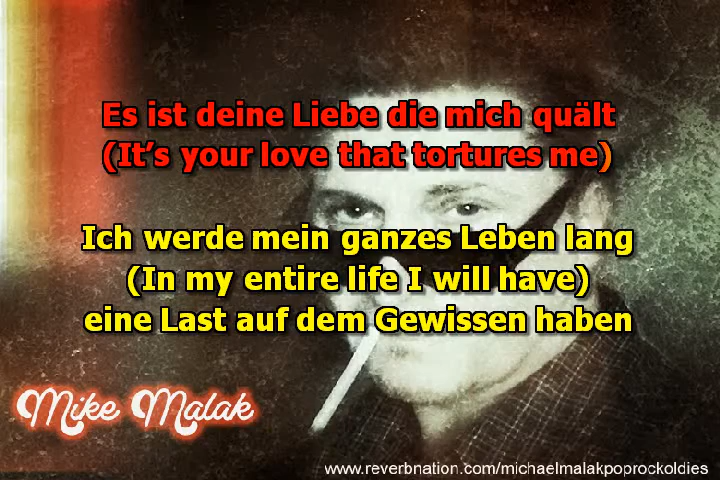 Es ist deine Liebe die mich quält
(It's your love that tortures me)
Ich werde mein ganzes Leben lang
(In my entire life I will have)
eine Last auf dem Gewissen haben
Mike Malak
www.reverbnation.com/michaelmalakpoprockoldies